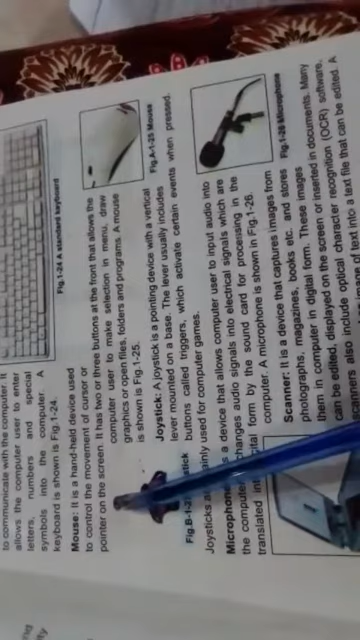 to communicate with the computer. It
allows the computer user to enter
letters, numbers and special
symbols into the computer. A
keyboard is shown in Fig.1-24.
Fig.1-24 A standard keyboard
Mouse: It is a hand-held device used
to control the movement of cursor or
pointer on the screen. It has two or three buttons at the front that allows the
computer user to make selection in menu, draw
graphics or open files, folders and programs. A mouse
is shown in Fig.1-25.
Fig.A-1-25 Mouse
Joystick: A joystick is a pointing device with a vertical
lever mounted on a base. The lever usually includes
buttons called triggers, which activate certain events when pressed.
Joysticks are mainly used for computer games.
a device that allows computer user to input audio into
the computer. changes audio signals into electrical signals which are
translated into form by the sound card for processing in the
computer. A microphone is shown in Fig.1-26.
Fig.1-26 Microphone
Scanner: It is a device that captures images from
photographs, magazines, books etc. and stores
them in computer in digital form. These images
can be edited, displayed on the screen or inserted in documents. Many
scanners also include optical character recognition (OCR) software,
of text into a text file that can be edited. A